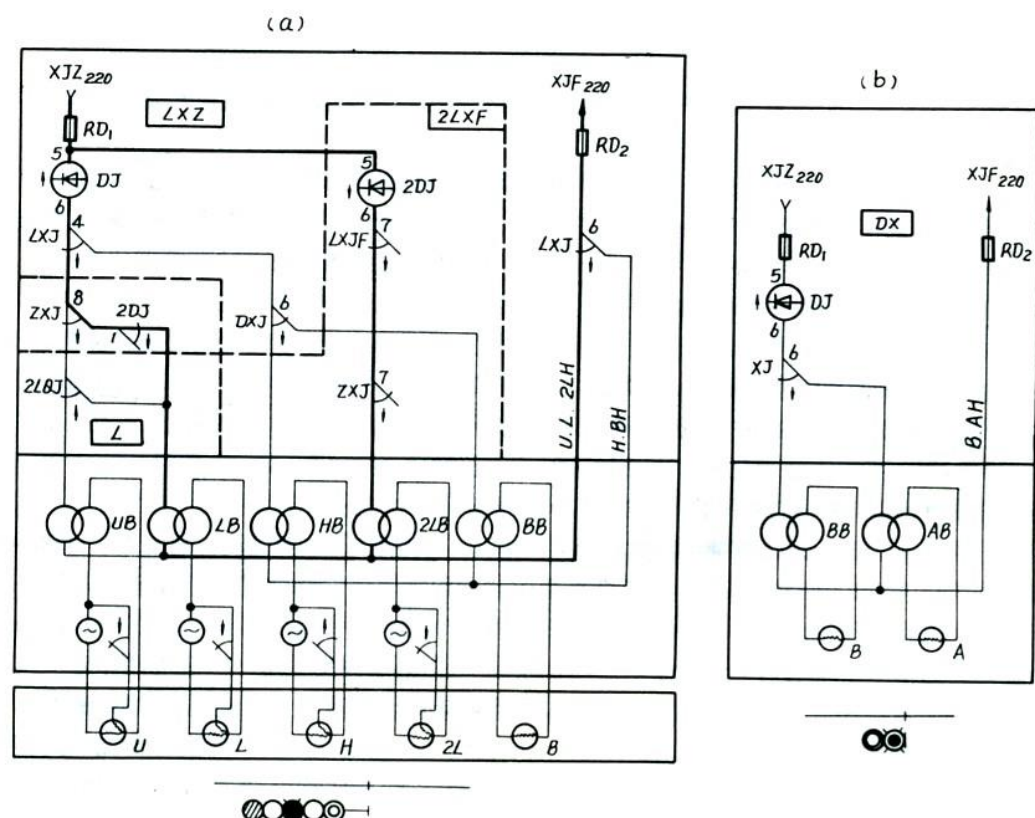 (a)
XJZ220
LXZ
2LXF
XJF220
RD1
RD2
5
DJ
6
5
2DJ
6
4
LXJ
7
LXJF
6
LXJ
8
ZXJ
2DJ
1
6
DXJ
2LBJ
7
ZXJ
L
U.L.2LH
H.BH
UB
LB
HB
2LB
BB
~
~
~
~
U
L
H
2L
B
(b)
XJZ220
XJF220
DX
RD1
RD2
5
DJ
6
6
XJ
B.AH
BB
AB
B
A